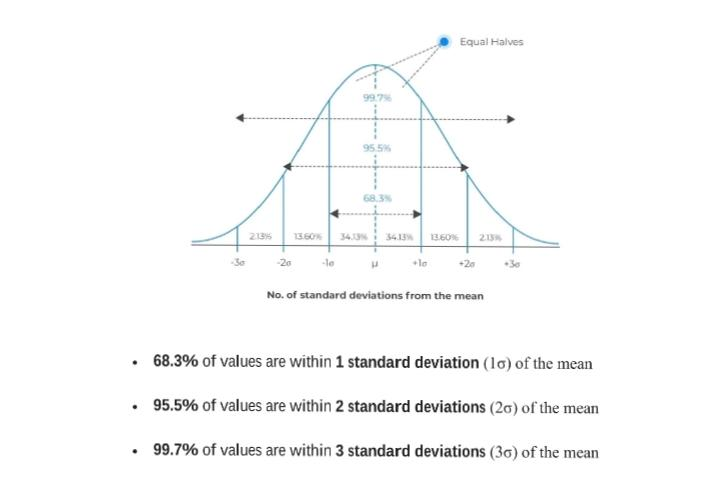 Equal Halves
99.7%
95.5%
68.3%
2.13% 13.60% 34.13% 34.13% 13.60% 2.13%
-3σ -2σ -1σ μ +1σ +2σ +3σ
No. of standard deviations from the mean
• 68.3% of values are within 1 standard deviation (1σ) of the mean
• 95.5% of values are within 2 standard deviations (2σ) of the mean
• 99.7% of values are within 3 standard deviations (3σ) of the mean